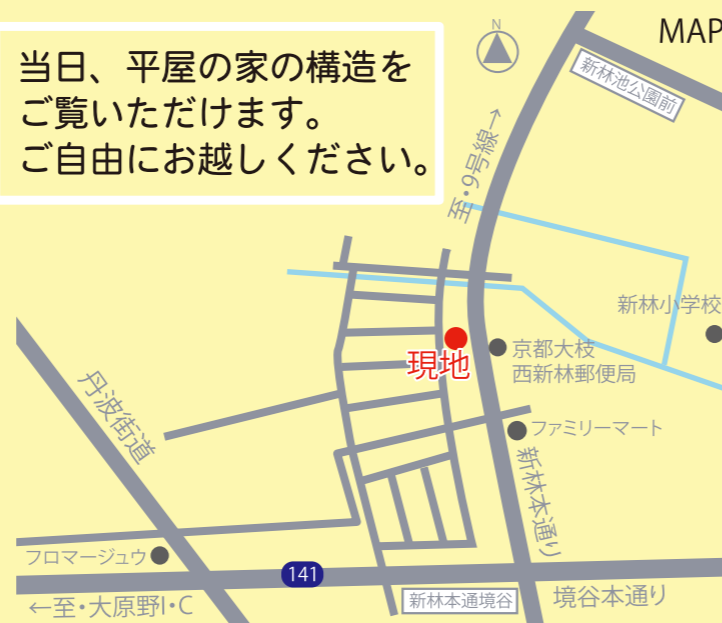 当日、平屋の家の構造を
ご覧いただけます。
ご自由にお越しください。
N
MAP
新林池公園前
至・9号線→
新林小学校
京都大枝
西新林郵便局
現地
丹波街道
ファミリーマート
新林本通り
フロマージュウ
141
←至・大原野I・C
新林本通境谷
境谷本通り